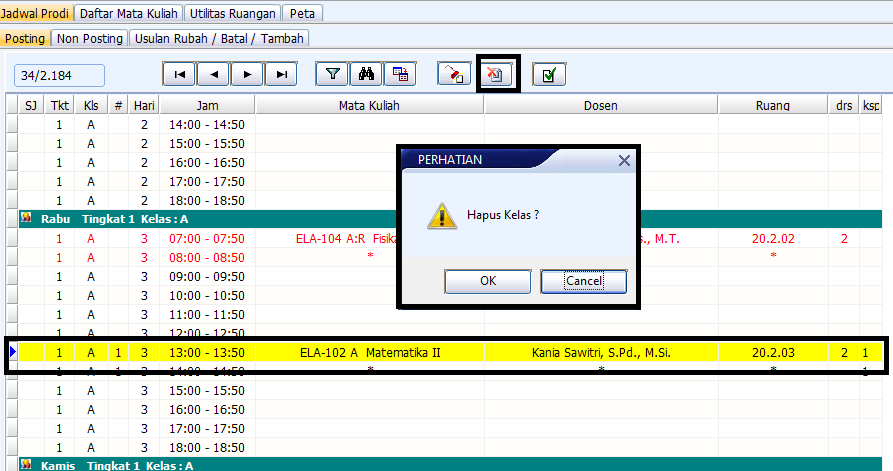 Jadwal Prodi Daftar Mata Kuliah Utilitas Ruangan Peta
Posting Non Posting Usulan Rubah / Batal / Tambah
34/2.184
SJ Tkt Kls # Hari Jam Mata Kuliah Dosen Ruang drs ksp
1 A 2 14:00 - 14:50
1 A 2 15:00 - 15:50
1 A 2 16:00 - 16:50
1 A 2 17:00 - 17:50
1 A 2 18:00 - 18:50
Rabu Tingkat 1 Kelas : A
1 A 3 07:00 - 07:50 ELA-104 A:R Fisika s., M.T. 20.2.02 2
1 A 3 08:00 - 08:50 * *
1 A 3 09:00 - 09:50
1 A 3 10:00 - 10:50
1 A 3 11:00 - 11:50
1 A 3 12:00 - 12:50
1 A 1 3 13:00 - 13:50 ELA-102 A Matematika II Kania Sawitri, S.Pd., M.Si. 20.2.03 2 1
1 A 1 3 14:00 - 14:50 * * * 1
1 A 3 15:00 - 15:50
1 A 3 16:00 - 16:50
1 A 3 17:00 - 17:50
1 A 3 18:00 - 18:50
Kamis Tingkat 1 Kelas : A
PERHATIAN
Hapus Kelas ?
OK Cancel